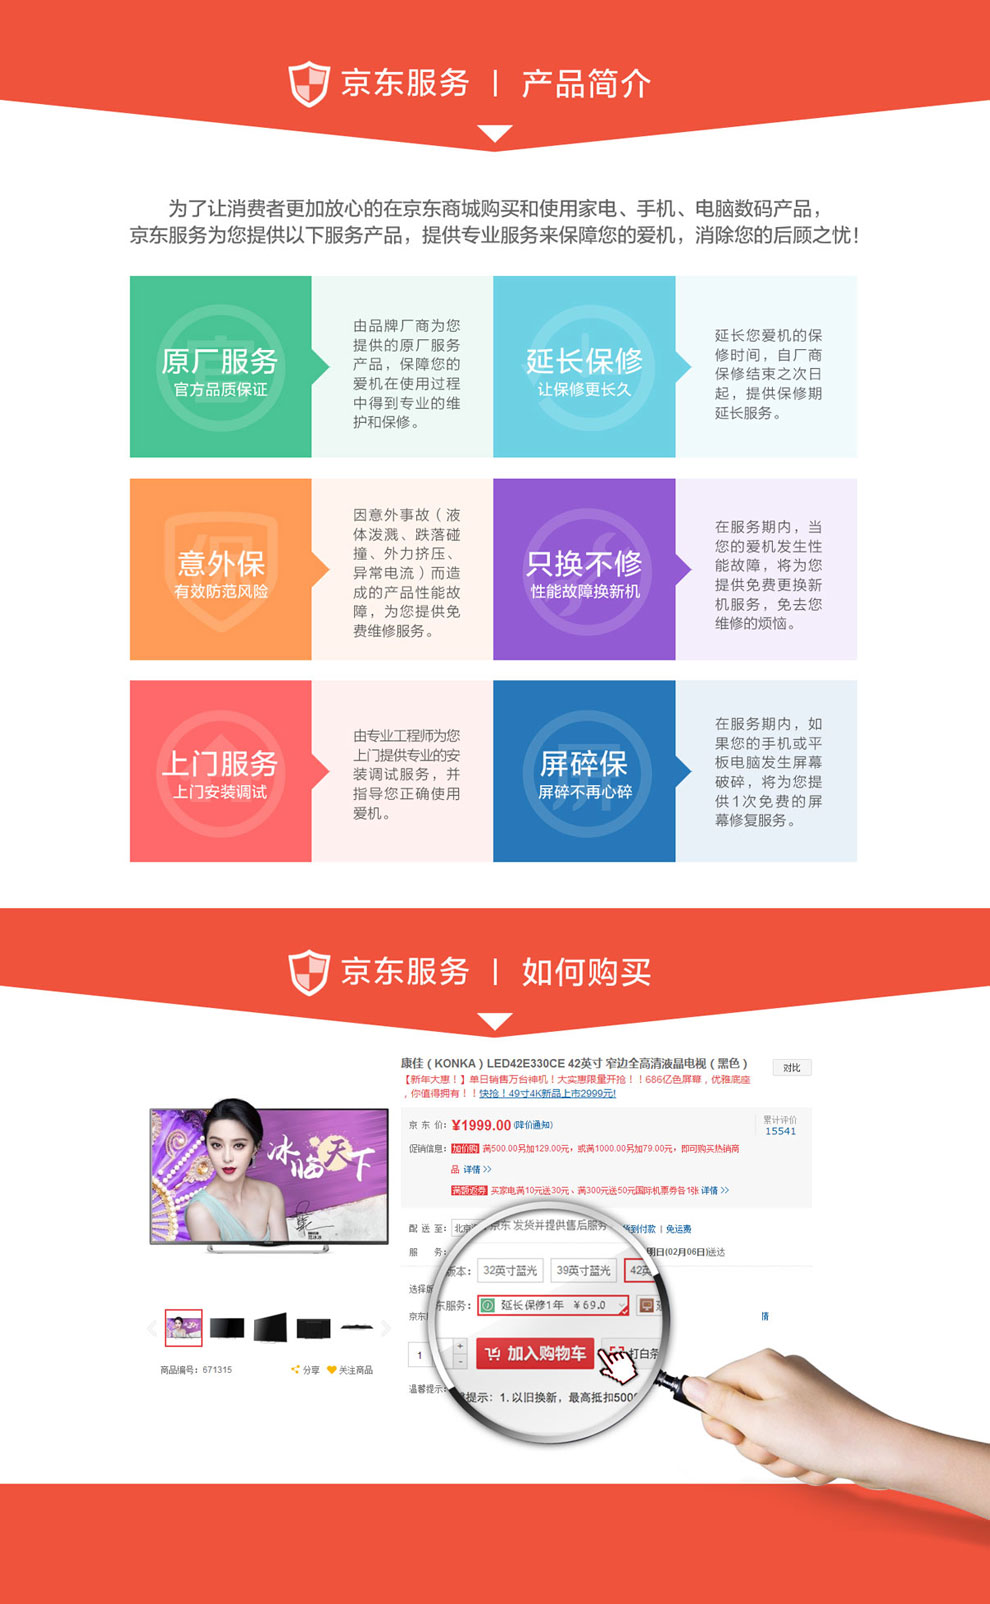 京东服务 | 产品简介
为了让消费者更加放心的在京东商城购买和使用家电、手机、电脑数码产品，
京东服务为您提供以下服务产品，提供专业服务来保障您的爱机，消除您的后顾之忧！
原厂服务
官方品质保证
由品牌厂商为您
提供的原厂服务
产品，保障您的
爱机在使用过程
中得到专业的维
护和保修。
延长保修
让保修更长久
延长您爱机的保
修时间，自厂商
保修结束之次日
起，提供保修期
延长服务。
意外保
有效防范风险
因意外事故（液
体泼溅、跌落碰
撞、外力挤压、
异常电流）而造
成的产品性能故
障，为您提供免
费维修服务。
只换不修
性能故障换新机
在服务期内，当
您的爱机发生性
能故障，将为您
提供免费更换新
机服务，免去您
维修的烦恼。
上门服务
上门安装调试
由专业工程师为您
上门提供专业的安
装调试服务，并
指导您正确使用
爱机。
屏碎保
屏碎不再心碎
在服务期内，如
果您的手机或平
板电脑发生屏幕
破碎，将为您提
供1次免费的屏
幕修复服务。
京东服务 | 如何购买
康佳（KONKA）LED42E330CE 42英寸 窄边全高清液晶电视（黑色）
对比
【新年大惠！】单日销售万台神机！大实惠限量开抢！！686亿色屏幕，优雅底座
，你值得拥有！！快抢！49寸4K新品上市2999元!
京 东 价：¥1999.00 (降价通知)
累计评价
15541
促销信息：加价购 满500.00另加129.00元，或满1000.00另加79.00元，即可购买热销商
品 详情 >>
满额返券 买家电满10元送30元、满300元送50元国际机票券各1张 详情 >>
冰临天下
配 送 至：北京
京东 发货并提供售后服务
货到付款 | 免运费
服 务：
明日(02月06日)送达
版本： 32英寸蓝光 39英寸蓝光 42英
选择版
东服务： 延长保修1年 ￥69.0
京东
情
1 + -
加入购物车
打白条
温馨提示：
提示：1.以旧换新，最高抵扣500
商品编号：671315 分享 关注商品